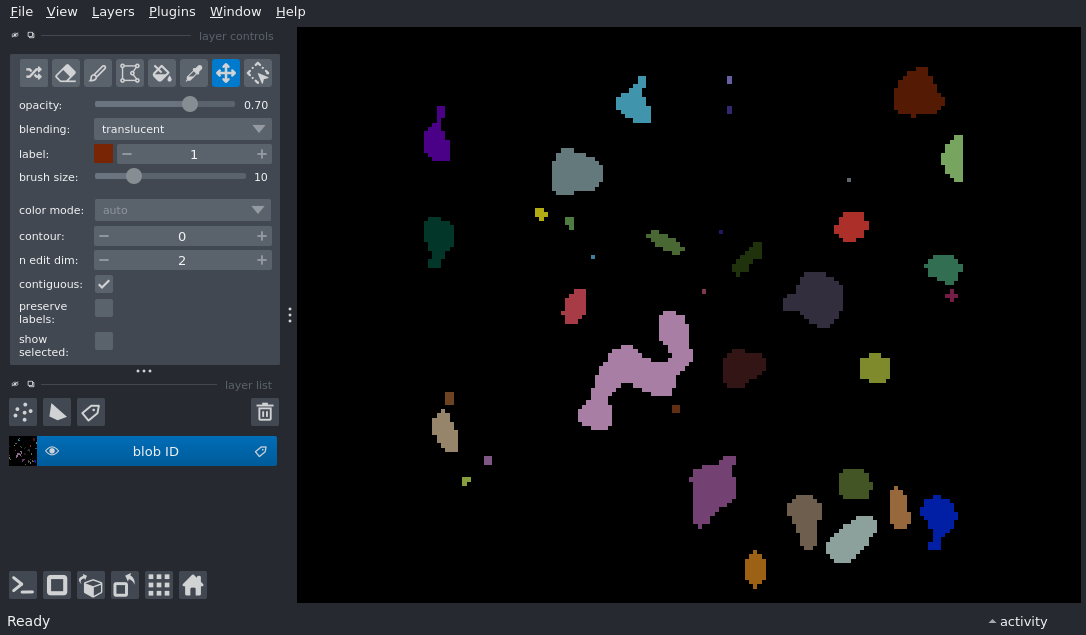 File View Layers Plugins Window Help
layer controls
opacity: 0.70
blending: translucent
label: 1
brush size: 10
color mode: auto
contour: 0
n edit dim: 2
contiguous:
preserve
labels:
show
selected:
layer list
blob ID
Ready
activity